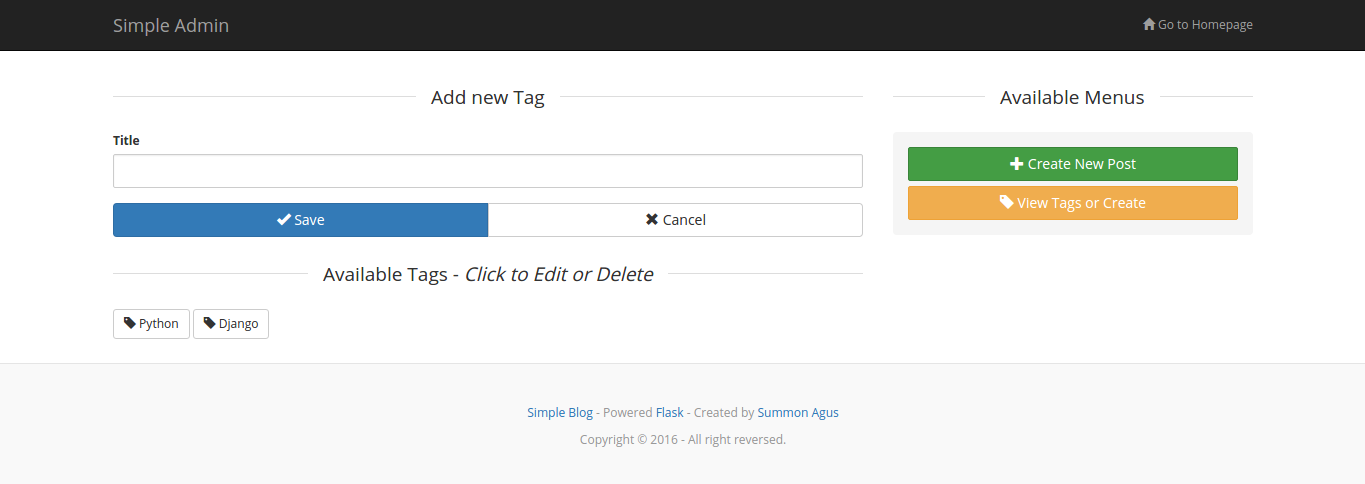 Simple Admin
Go to Homepage
Add new Tag
Title
Save
Cancel
Available Tags - Click to Edit or Delete
Python
Django
Available Menus
Create New Post
View Tags or Create
Simple Blog - Powered Flask - Created by Summon Agus
Copyright © 2016 - All right reversed.